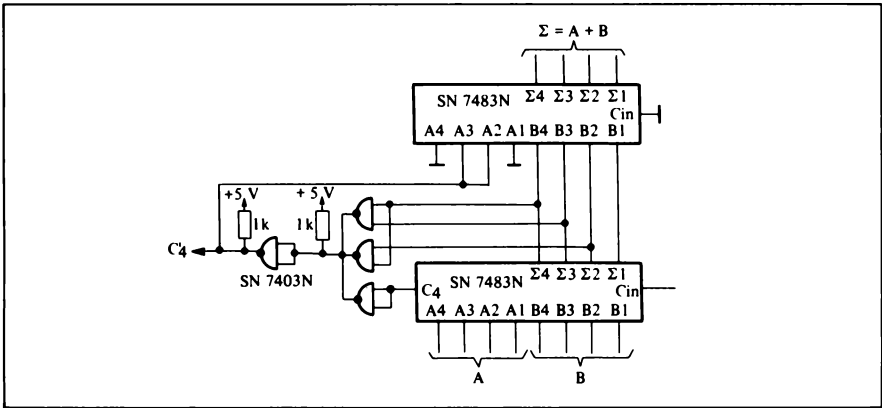 Σ = A + B
SN 7483N Σ4 Σ3 Σ2 Σ1
Cin
A4 A3 A2 A1 B4 B3 B2 B1
+5 V + 5 V
1k 1k
C'4
SN 7403N
SN 7483N Σ4 Σ3 Σ2 Σ1
C4 Cin
A4 A3 A2 A1 B4 B3 B2 B1
A B